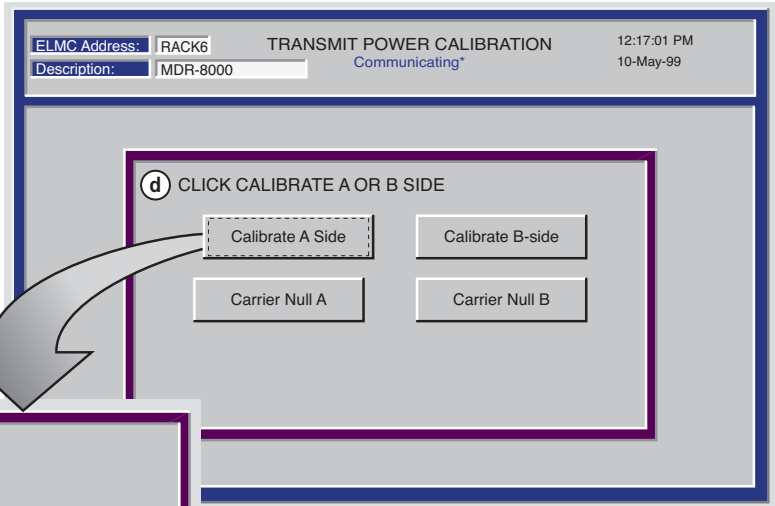 ELMC Address: RACK6 TRANSMIT POWER CALIBRATION 12:17:01 PM
Description: MDR-8000 Communicating* 10-May-99
d CLICK CALIBRATE A OR B SIDE
Calibrate A Side Calibrate B-side
Carrier Null A Carrier Null B